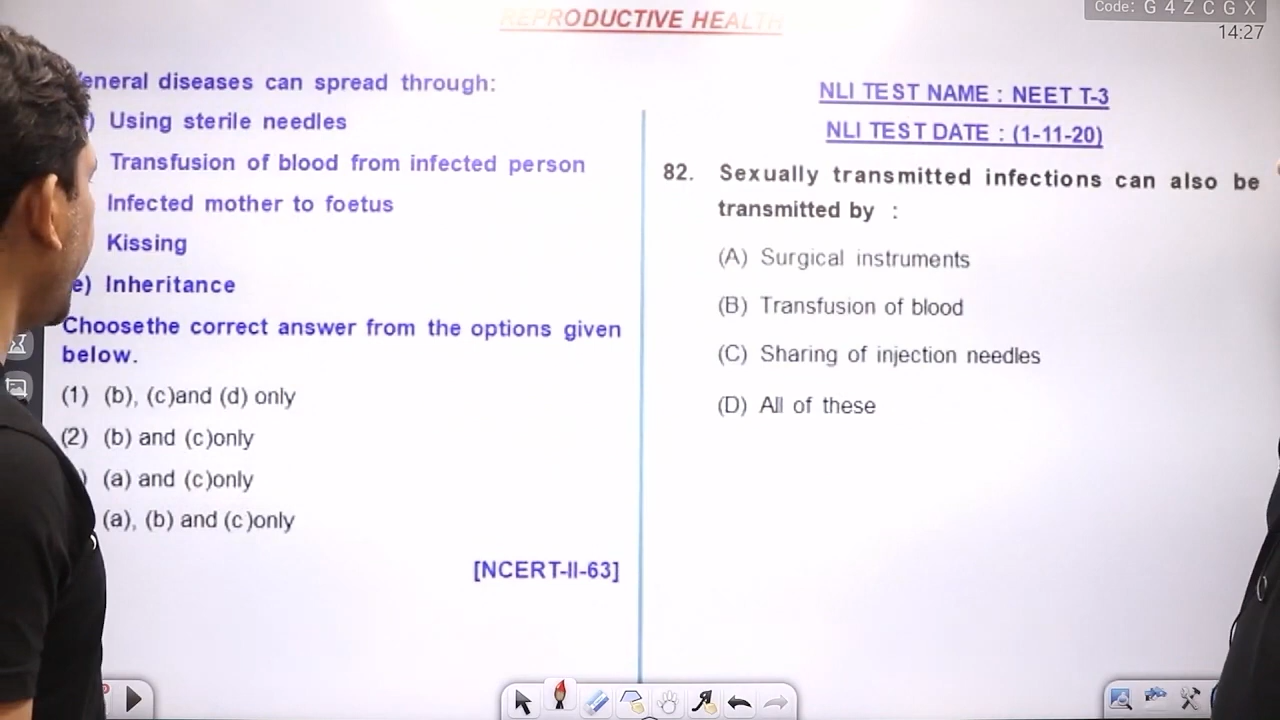 REPRODUCTIVE HEALTH
Code: G 4 Z C G X
14:27
eneral diseases can spread through:
) Using sterile needles
Transfusion of blood from infected person
Infected mother to foetus
Kissing
e) Inheritance
Choosethe correct answer from the options given
below.
(1) (b), (c)and (d) only
(2) (b) and (c)only
) (a) and (c)only
(a), (b) and (c)only
[NCERT-II-63]
NLI TEST NAME : NEET T-3
NLI TEST DATE : (1-11-20)
82. Sexually transmitted infections can also be
transmitted by :
(A) Surgical instruments
(B) Transfusion of blood
(C) Sharing of injection needles
(D) All of these